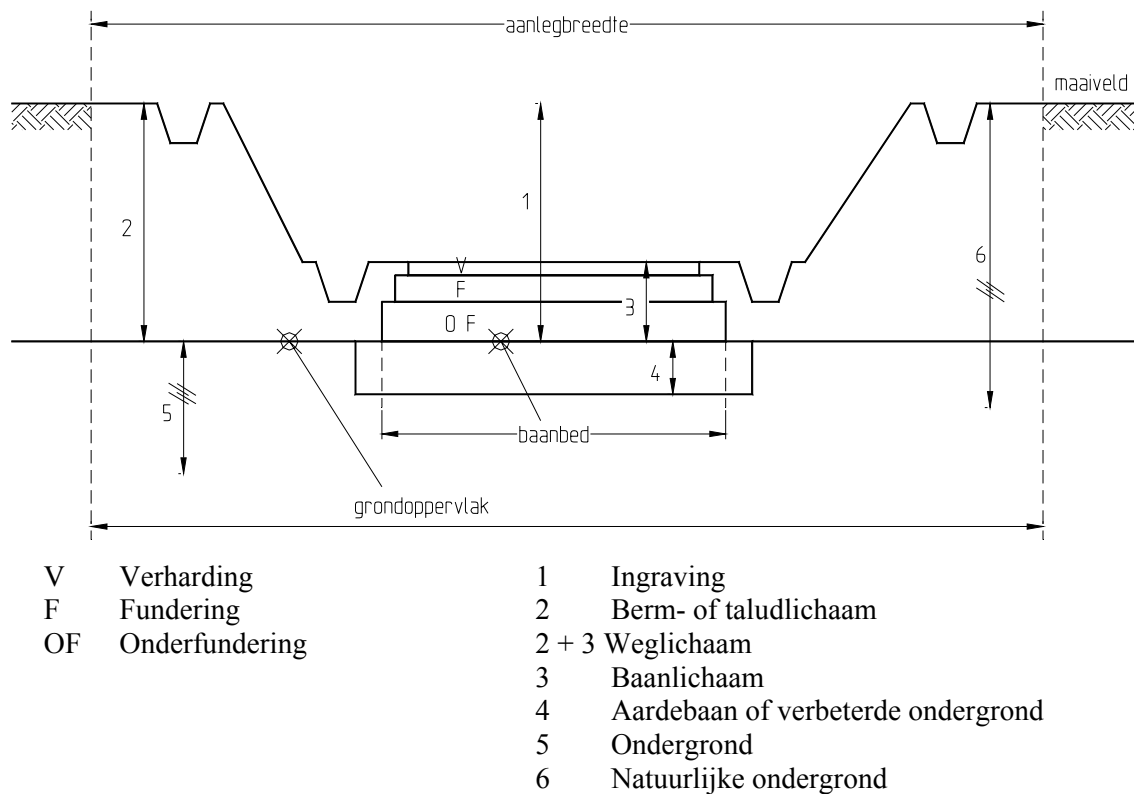 aanlegbreedte
maaiveld
2
1
6
V
F
3
O F
4
5
baanbed
grondoppervlak
V Verharding
F Fundering
OF Onderfundering
1 Ingraving
2 Berm- of taludlichaam
2 + 3 Weglichaam
3 Baanlichaam
4 Aardebaan of verbeterde ondergrond
5 Ondergrond
6 Natuurlijke ondergrond